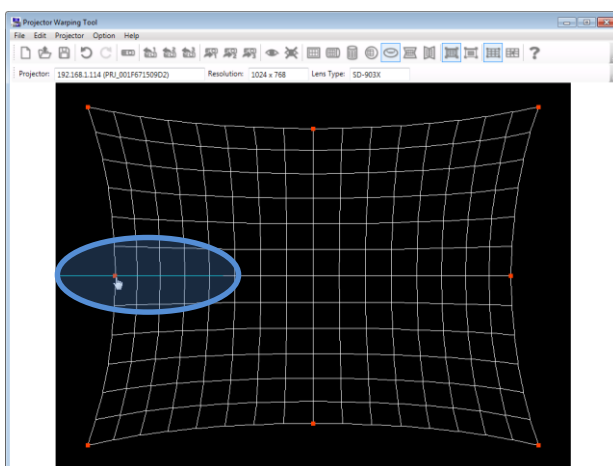 Projector Warping Tool
File Edit Projector Option Help
Projector: 192.168.1.114 (PRJ_001F671509D2) Resolution: 1024 x 768 Lens Type: SD-903X